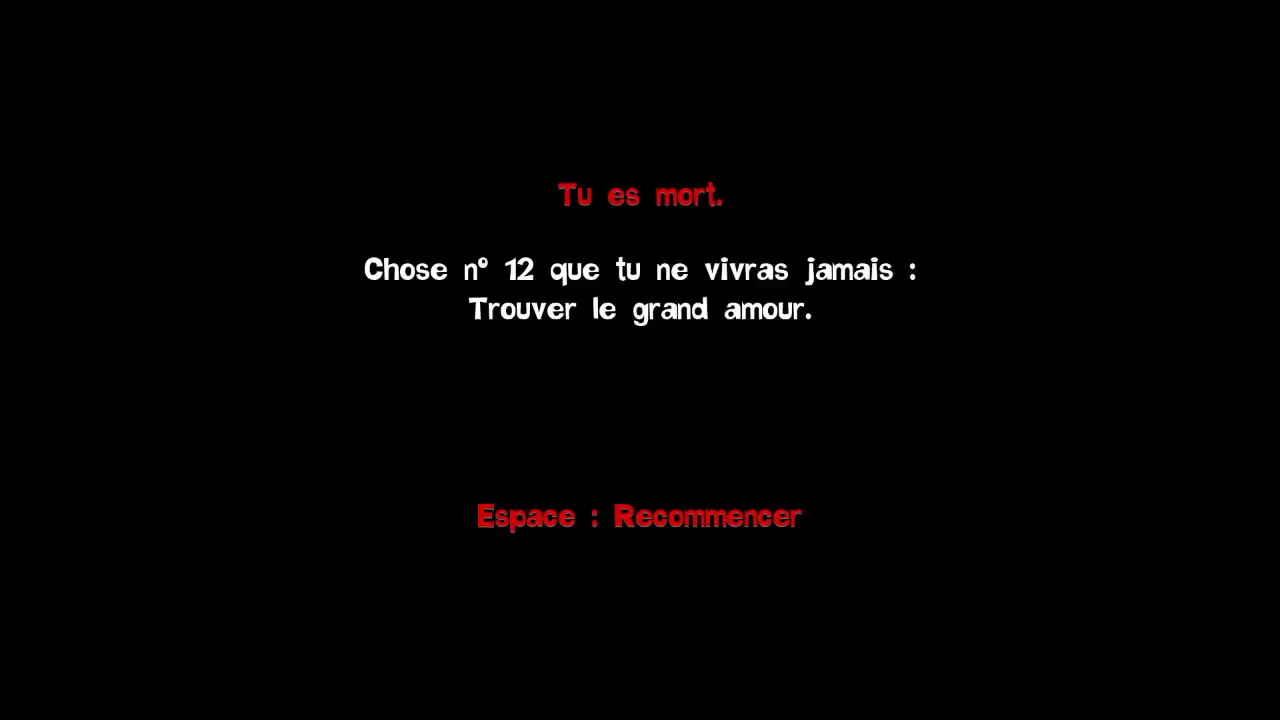 Tu es mort.
Chose n° 12 que tu ne vivras jamais :
Trouver le grand amour.
Espace : Recommencer